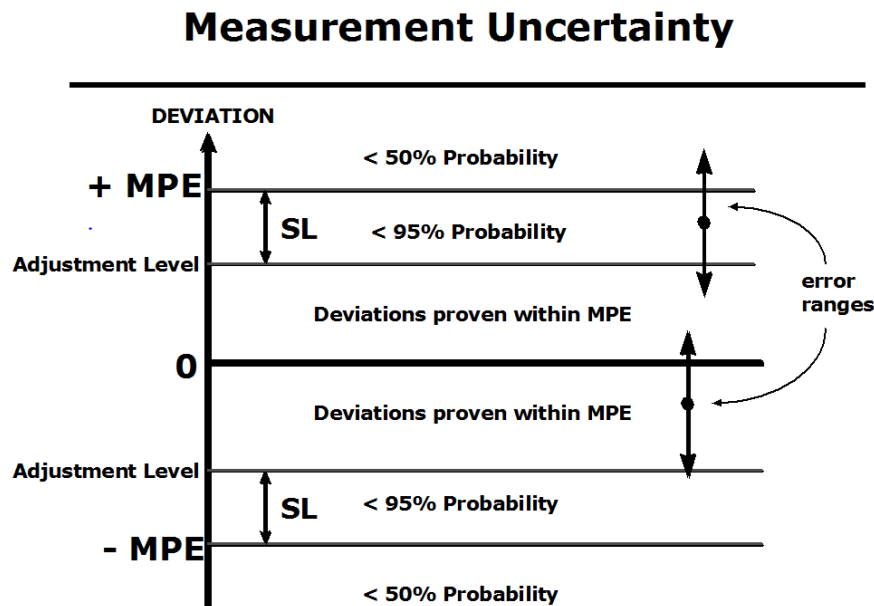 Measurement Uncertainty
DEVIATION
< 50% Probability
+ MPE
SL
< 95% Probability
Adjustment Level
error
ranges
Deviations proven within MPE
0
Deviations proven within MPE
Adjustment Level
SL
< 95% Probability
- MPE
< 50% Probability